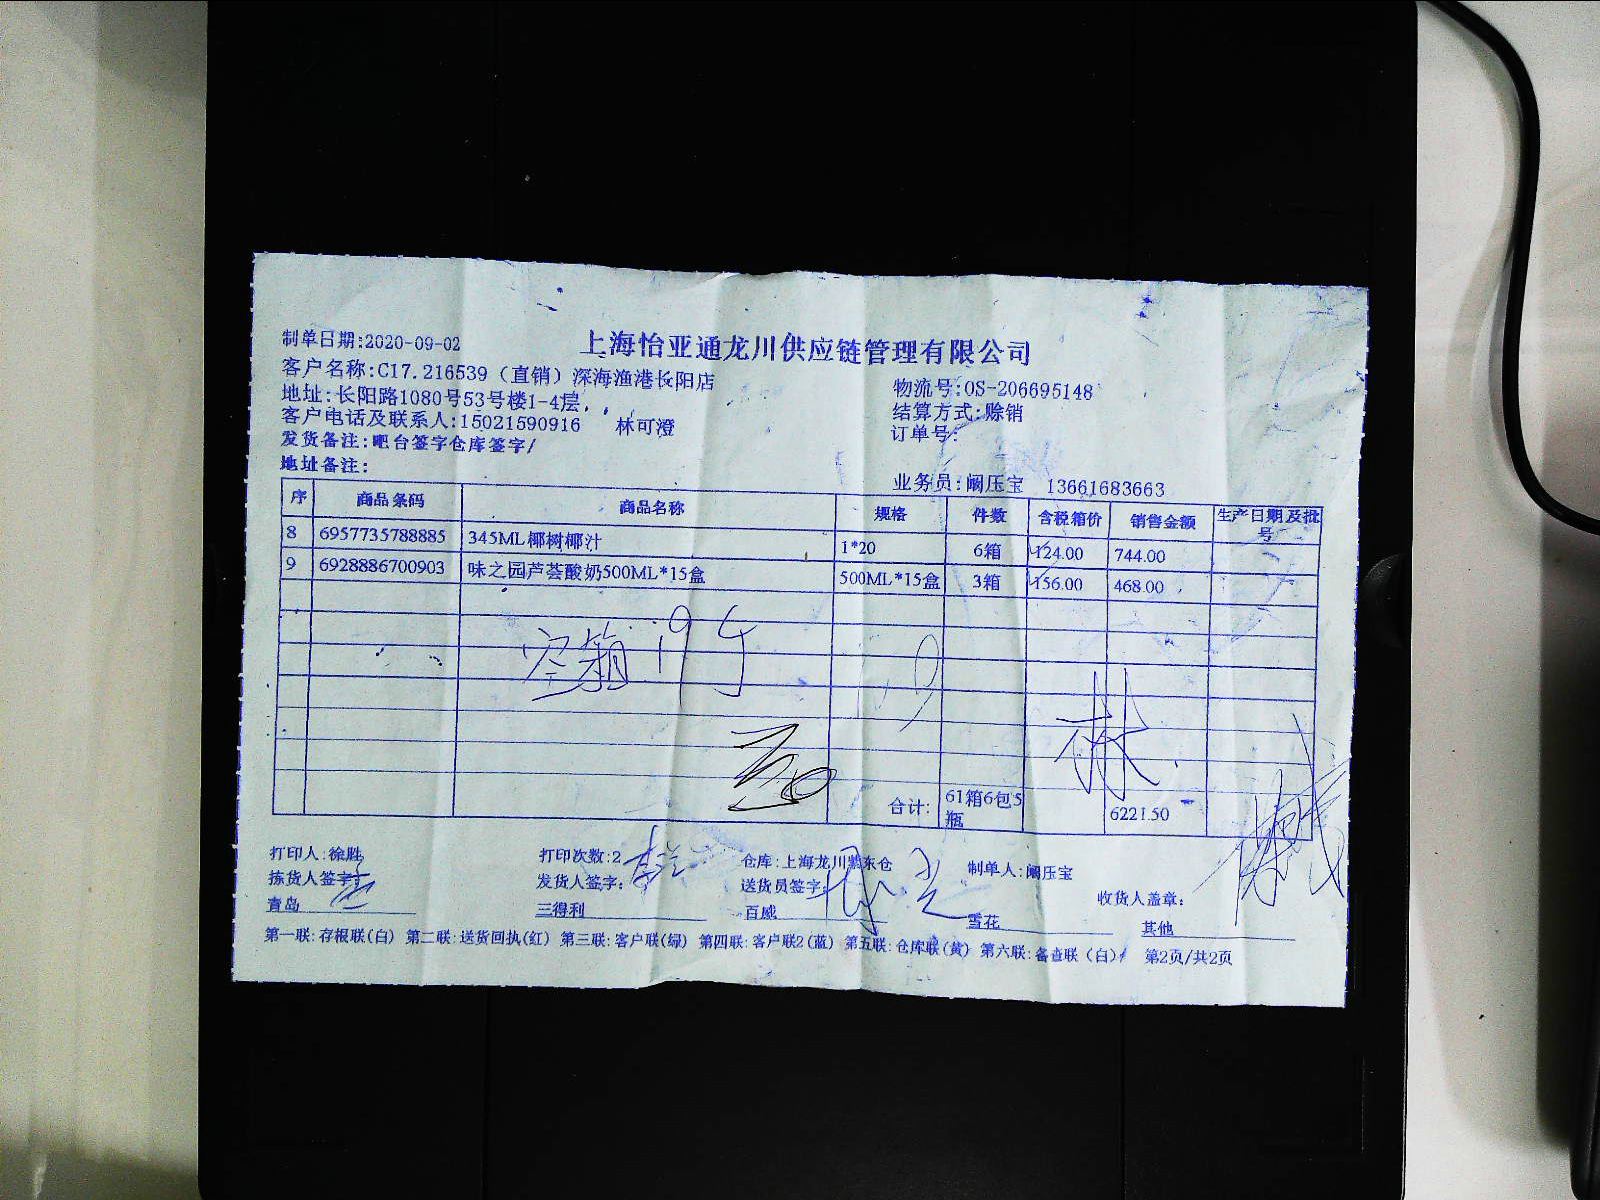 上海怡亚通龙川供应链管理有限公司
制单日期:2020-09-02
客户名称:C17.216539（直销）深海渔港长阳店
物流号:OS-206695148
地址:长阳路1080号53号楼1-4层,
结算方式:赊销
客户电话及联系人:15021590916 林可澄
订单号:
发货备注:吧台签字仓库签字/
地址备注:
业务员:阚压宝 13661683663
序 商品条码 商品名称 规格 件数 含税箱价 销售金额 生产日期及批号
8 6957735788885 345ML椰树椰汁 1*20 6箱 124.00 744.00
9 6928886700903 味之园芦荟酸奶500ML*15盒 500ML*15盒 3箱 156.00 468.00
空箱19个
林
合计: 61箱6包5瓶 6221.50
打印人:徐胜 打印次数:2 仓库:上海龙川 东仓 制单人:阚压宝
拣货人签字: 发货人签字: 送货员签字: 收货人盖章:
青岛 三得利 百威 雪花 其他
第一联:存根联(白) 第二联:送货回执(红) 第三联:客户联(绿) 第四联:客户联2(蓝) 第五联:仓库联(黄) 第六联:备查联（白） 第2页/共2页